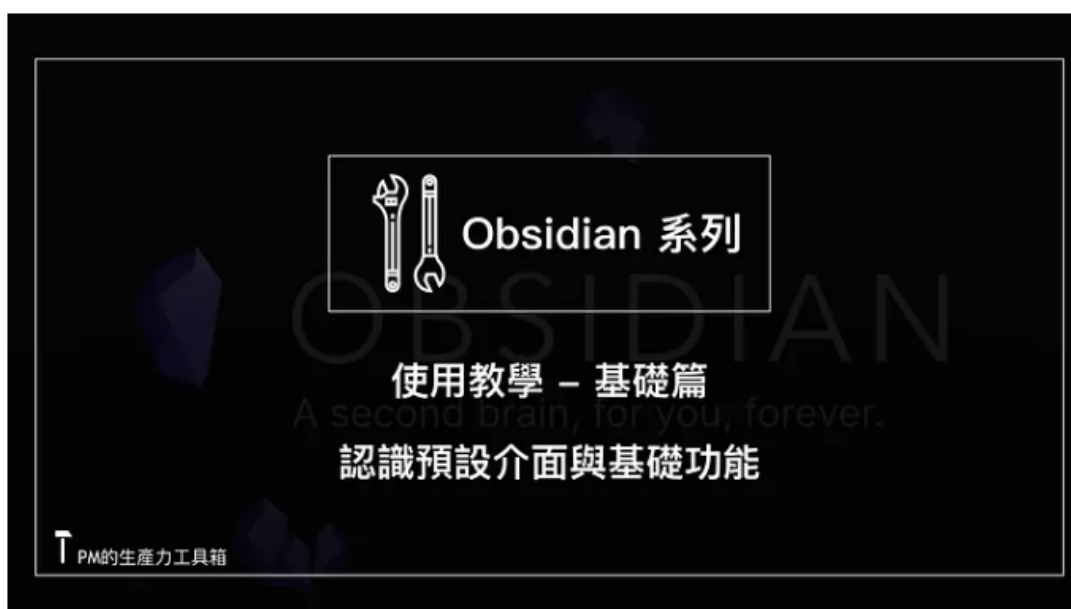 Obsidian 系列
OBSIDIAN
使用教學 – 基礎篇
A second brain, for you, forever.
認識預設介面與基礎功能
PM的生產力工具箱